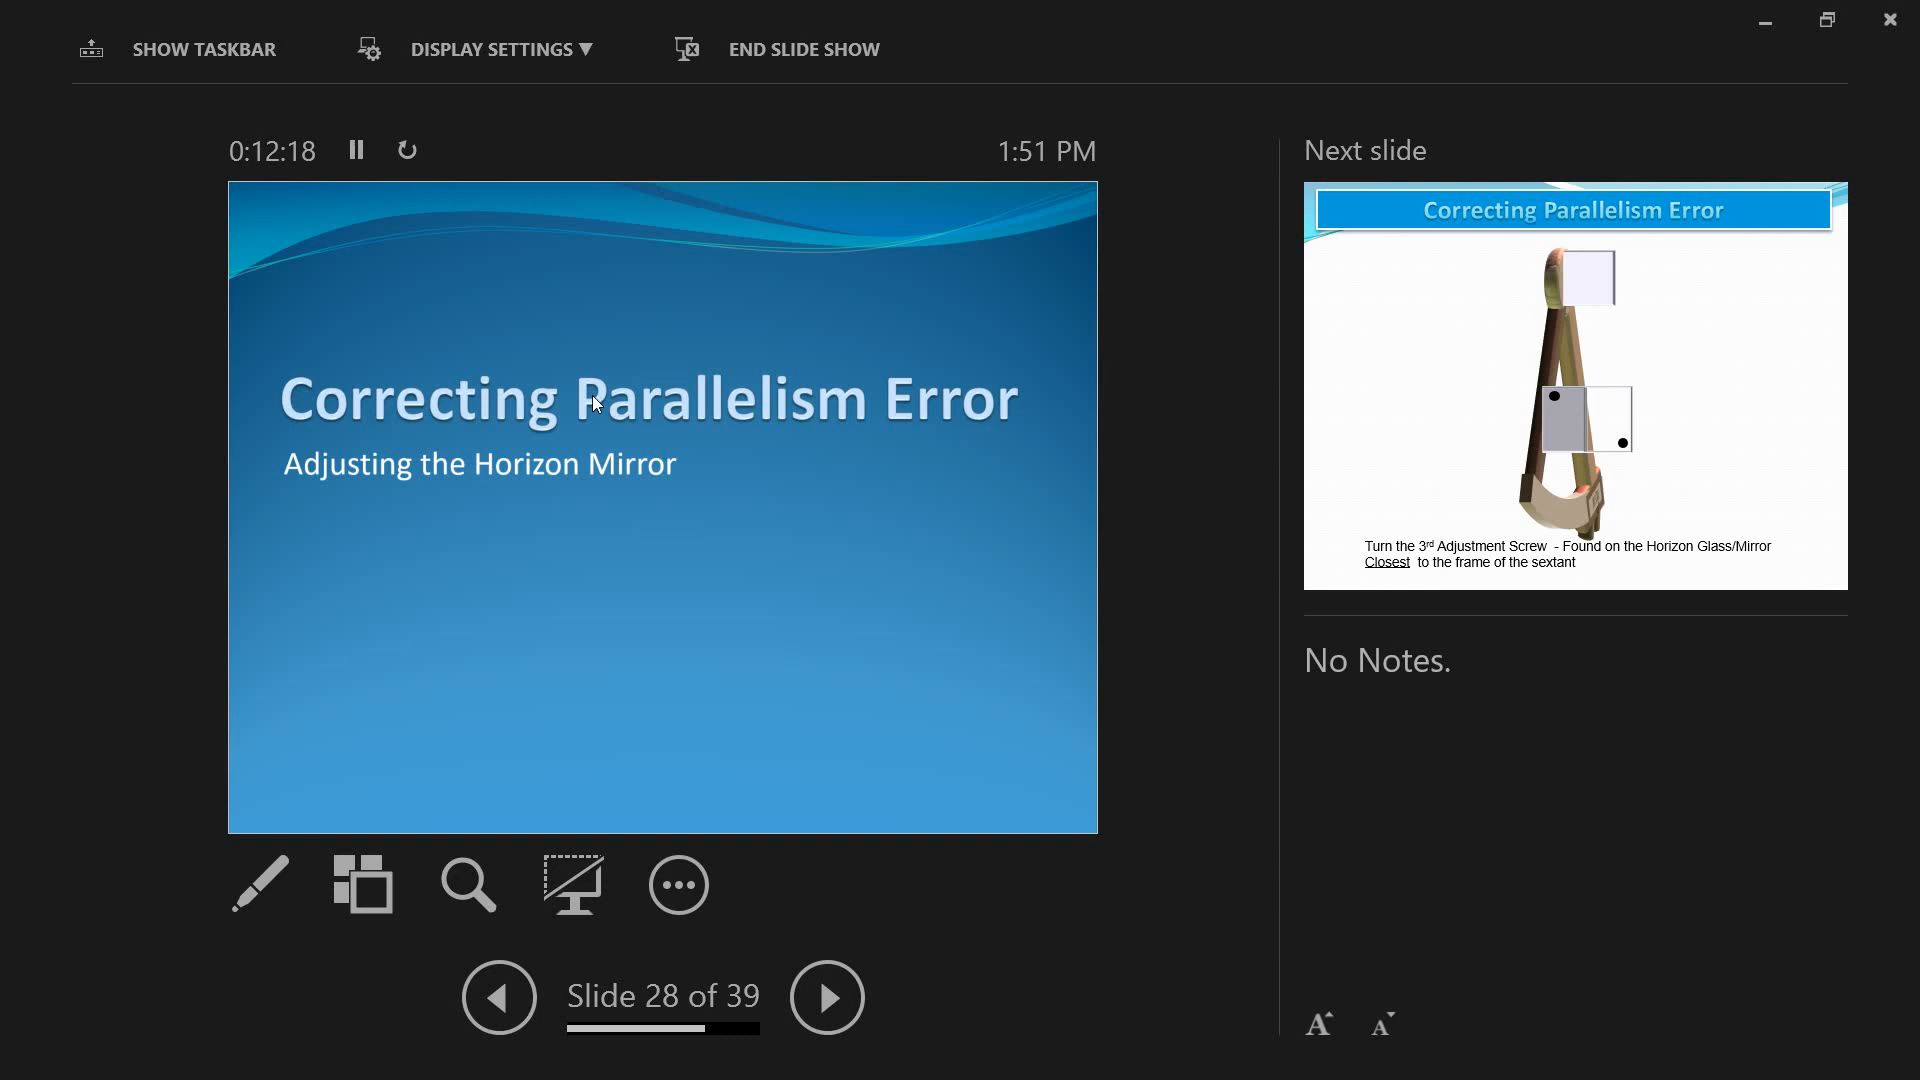 SHOW TASKBAR
DISPLAY SETTINGS ▼
END SLIDE SHOW
0:12:18
1:51 PM
Correcting Parallelism Error
Adjusting the Horizon Mirror
Slide 28 of 39
Next slide
Correcting Parallelism Error
Turn the 3rd Adjustment Screw - Found on the Horizon Glass/Mirror
Closest to the frame of the sextant
No Notes.
A A